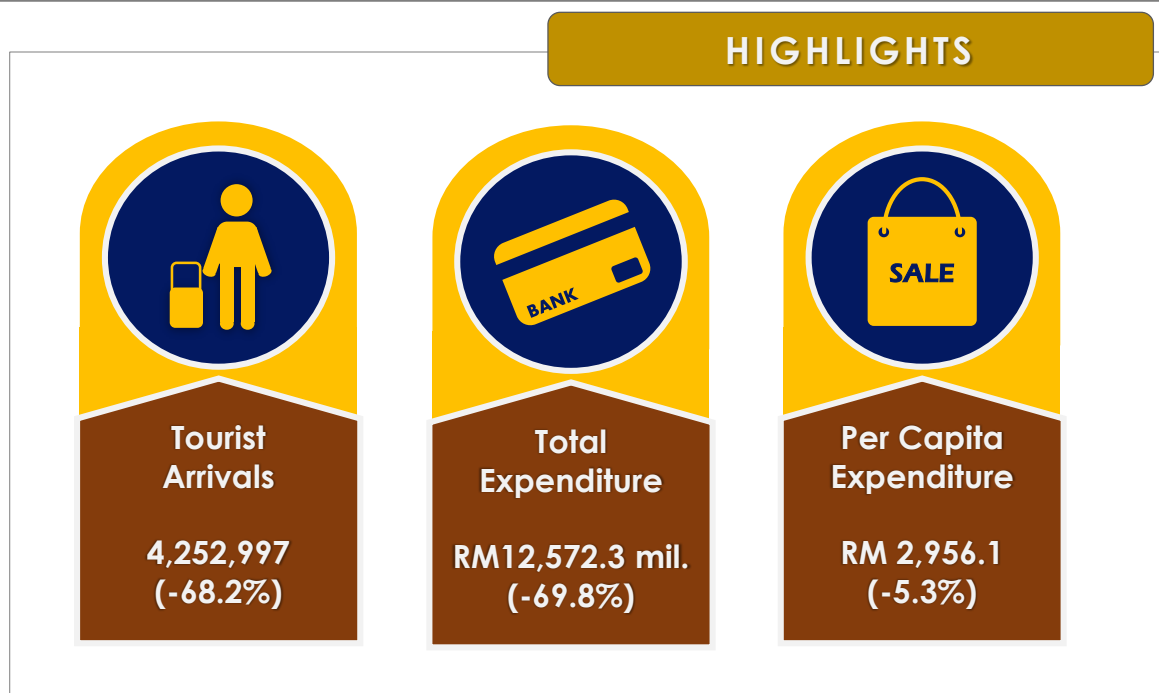 HIGHLIGHTS
BANK
SALE
Tourist
Arrivals
4,252,997
(-68.2%)
Total
Expenditure
RM12,572.3 mil.
(-69.8%)
Per Capita
Expenditure
RM 2,956.1
(-5.3%)